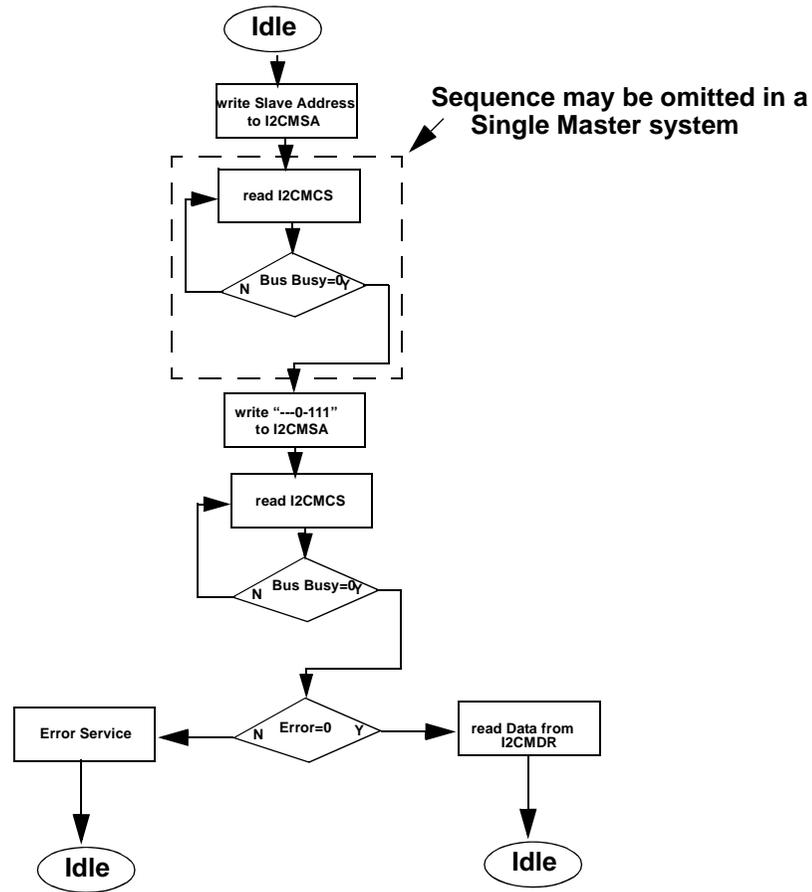 Idle
write Slave Address
to I2CMSA
Sequence may be omitted in a
Single Master system
read I2CMCS
Bus Busy=0
N
Y
write “---0-111”
to I2CMSA
read I2CMCS
Bus Busy=0
N
Y
Error Service
N
Error=0
Y
read Data from
I2CMDR
Idle
Idle